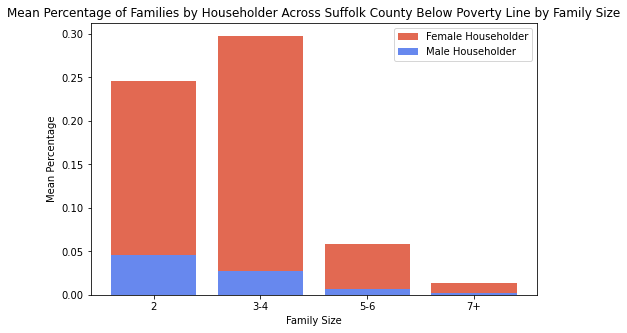 Mean Percentage of Families by Householder Across Suffolk County Below Poverty Line by Family Size
Female Householder
Male Householder
Mean Percentage
0.30
0.25
0.20
0.15
0.10
0.05
0.00
2
3-4
5-6
7+
Family Size